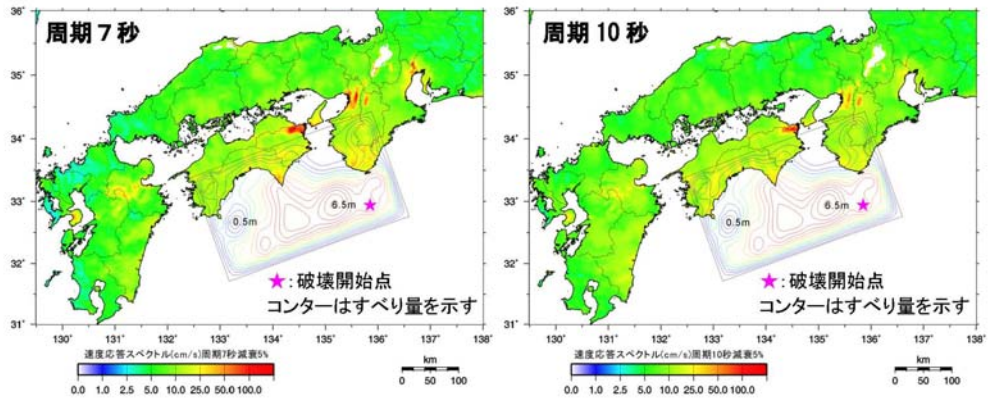 周期７秒
36°
35°
34°
33°
32°
31°
130° 131° 132° 133° 134° 135° 136° 137° 138°
0.5m
6.5m
★:破壊開始点
コンターはすべり量を示す
速度応答スペクトル(cm/s)周期7秒減衰5%
0.0 1.0 2.5 5.0 10.0 25.0 50.0 100.0
km
0 50 100
周期10秒
36°
35°
34°
33°
32°
31°
130° 131° 132° 133° 134° 135° 136° 137° 138°
0.5m
6.5m
★:破壊開始点
コンターはすべり量を示す
速度応答スペクトル(cm/s)周期10秒減衰5%
0.0 1.0 2.5 5.0 10.0 25.0 50.0 100.0
km
0 50 100